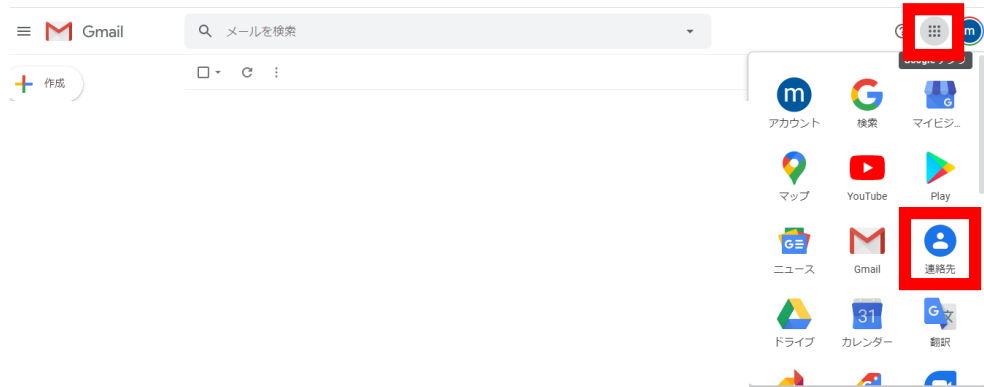 Gmail
メールを検索
m
作成
m
アカウント
検索
マイビジ...
マップ
YouTube
Play
G≡
ニュース
Gmail
連絡先
ドライブ
31
カレンダー
G文
翻訳